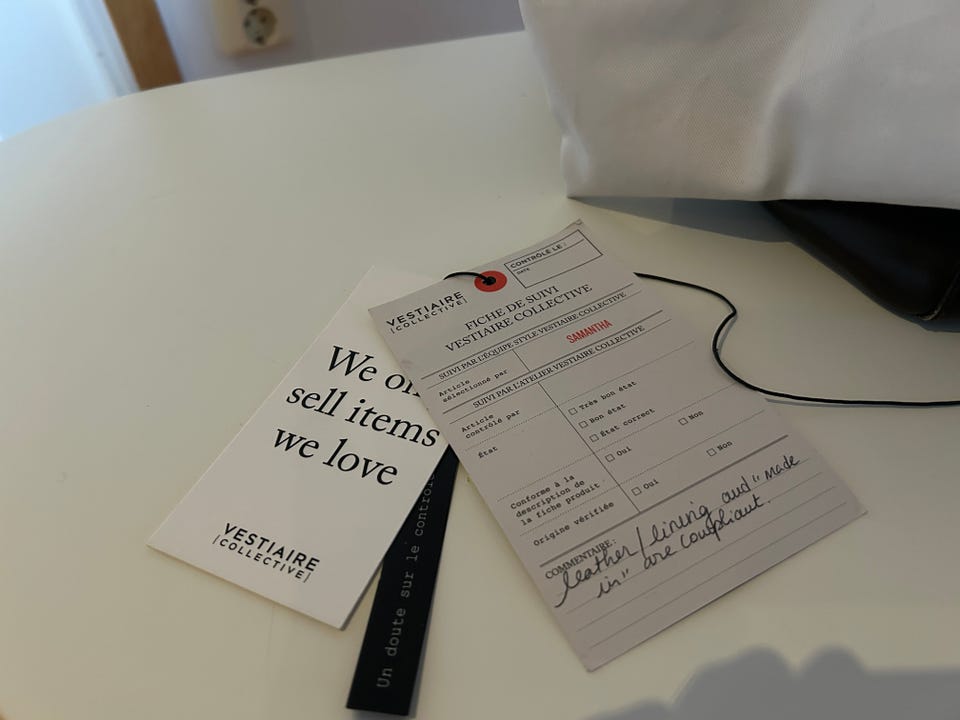 We
sell items
we love
VESTIAIRE
|COLLECTIVE|
Un doute sur le contrôle
VESTIAIRE
|COLLECTIVE|
CONTRÔLE LE :
DATE
FICHE DE SUIVI
VESTIAIRE COLLECTIVE
SUIVI PAR L'ÉQUIPE STYLE VESTIAIRE COLLECTIVE
Article
sélectionné par
SAMANTHA
SUIVI PAR L'ATELIER VESTIAIRE COLLECTIVE
Article
contrôlé par
État
Très bon état
Bon état
État correct
Conforme à la
description de
la fiche produit
Oui Non
Origine vérifiée
Oui Non
COMMENTAIRE :
leather/lining and "made
in" are compliant.